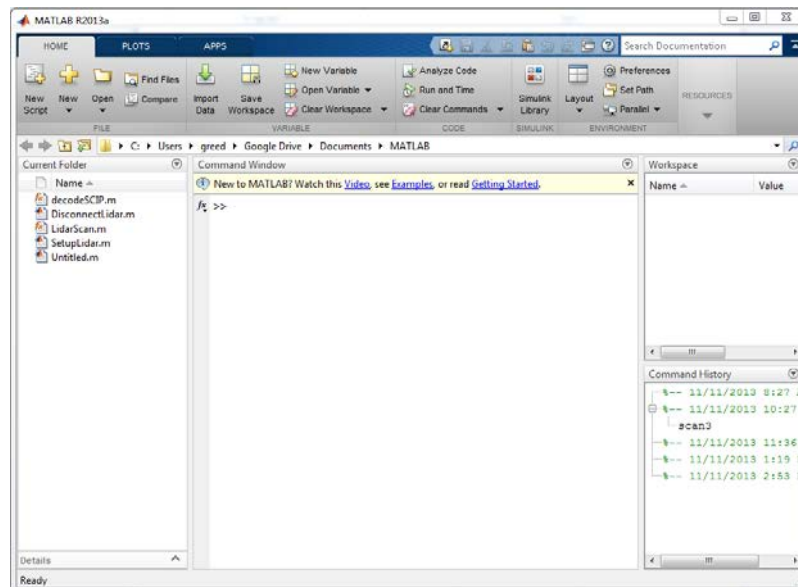 MATLAB R2013a
HOME PLOTS APPS Search Documentation
New Script New Open Find Files Compare Import Data Save Workspace New Variable Open Variable Clear Workspace Analyze Code Run and Time Clear Commands Simulink Library Layout Preferences Set Path Parallel RESOURCES
FILE VARIABLE CODE SIMULINK ENVIRONMENT
C: Users greed Google Drive Documents MATLAB
Current Folder Command Window Workspace
Name New to MATLAB? Watch this Video, see Examples, or read Getting Started. Name Value
decodeSCIP.m fx >>
DisconnectLidar.m
LidarScan.m
SetupLidar.m
Untitled.m
Command History
%-- 11/11/2013 8:27
%-- 11/11/2013 10:27
scan3
%-- 11/11/2013 11:36
%-- 11/11/2013 1:19
%-- 11/11/2013 2:53
Details
Ready